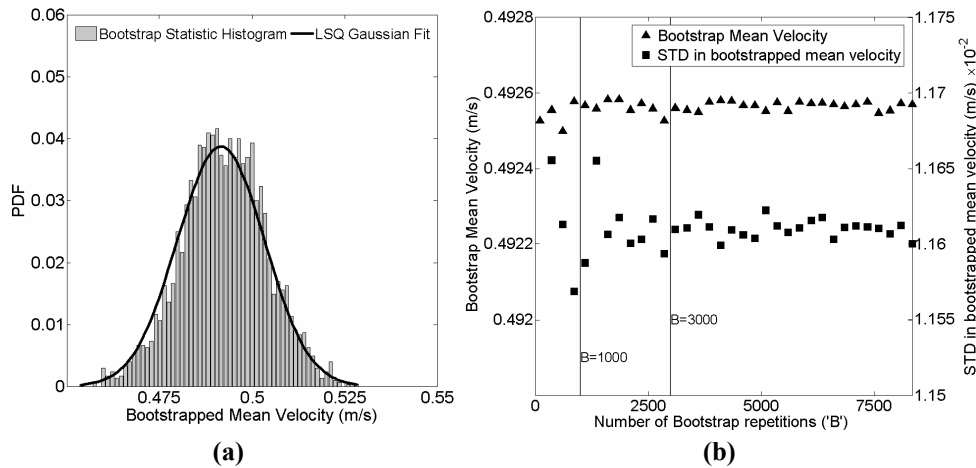 (a)
Bootstrap Statistic Histogram
LSQ Gaussian Fit
0.06
0.05
0.04
0.03
0.02
0.01
0
PDF
0.475
0.5
0.525
0.55
Bootstrapped Mean Velocity (m/s)
(a)
(b)
Bootstrap Mean Velocity
STD in bootstrapped mean velocity
0.4928
0.4926
0.4924
0.4922
0.492
Bootstrap Mean Velocity (m/s)
B=1000
B=3000
1.175
1.17
1.165
1.16
1.155
1.15
STD in bootstrapped mean velocity (m/s) ×10-2
0
2500
5000
7500
Number of Bootstrap repetitions ('B')
(b)